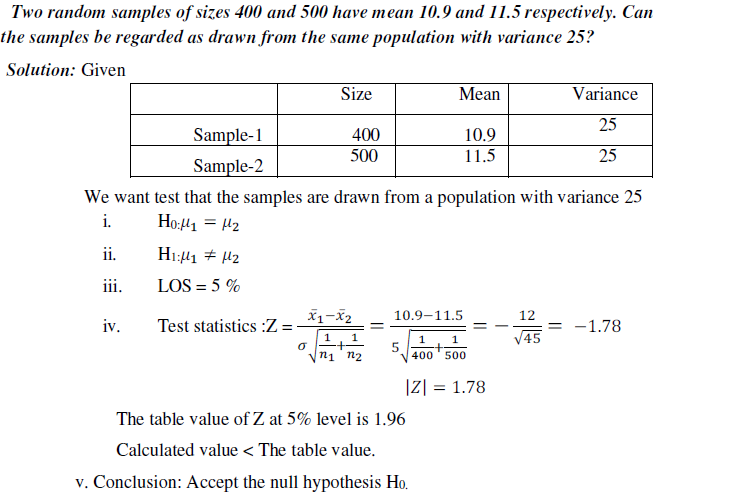 Two random samples of sizes 400 and 500 have mean 10.9 and 11.5 respectively. Can
the samples be regarded as drawn from the same population with variance 25?
Solution: Given
Size Mean Variance
Sample-1 400 10.9 25
Sample-2 500 11.5 25
We want test that the samples are drawn from a population with variance 25
i. H0:μ1 = μ2
ii. H1:μ1 ≠ μ2
iii. LOS = 5 %
iv. Test statistics :Z = (x̄1−x̄2)/(σ√(1/n1+1/n2)) = (10.9−11.5)/(5√(1/400+1/500)) = −12/√45 = −1.78
|Z| = 1.78
The table value of Z at 5% level is 1.96
Calculated value < The table value.
v. Conclusion: Accept the null hypothesis H0.